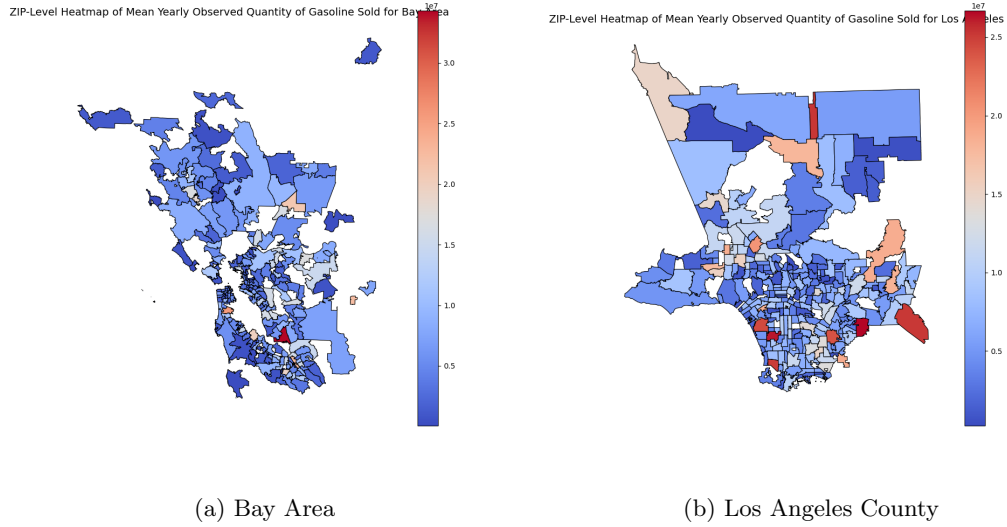 ZIP-Level Heatmap of Mean Yearly Observed Quantity of Gasoline Sold for Bay Area
1e7
3.0
2.5
2.0
1.5
1.0
0.5
(a) Bay Area
ZIP-Level Heatmap of Mean Yearly Observed Quantity of Gasoline Sold for Los Angeles
1e7
2.5
2.0
1.5
1.0
0.5
(b) Los Angeles County